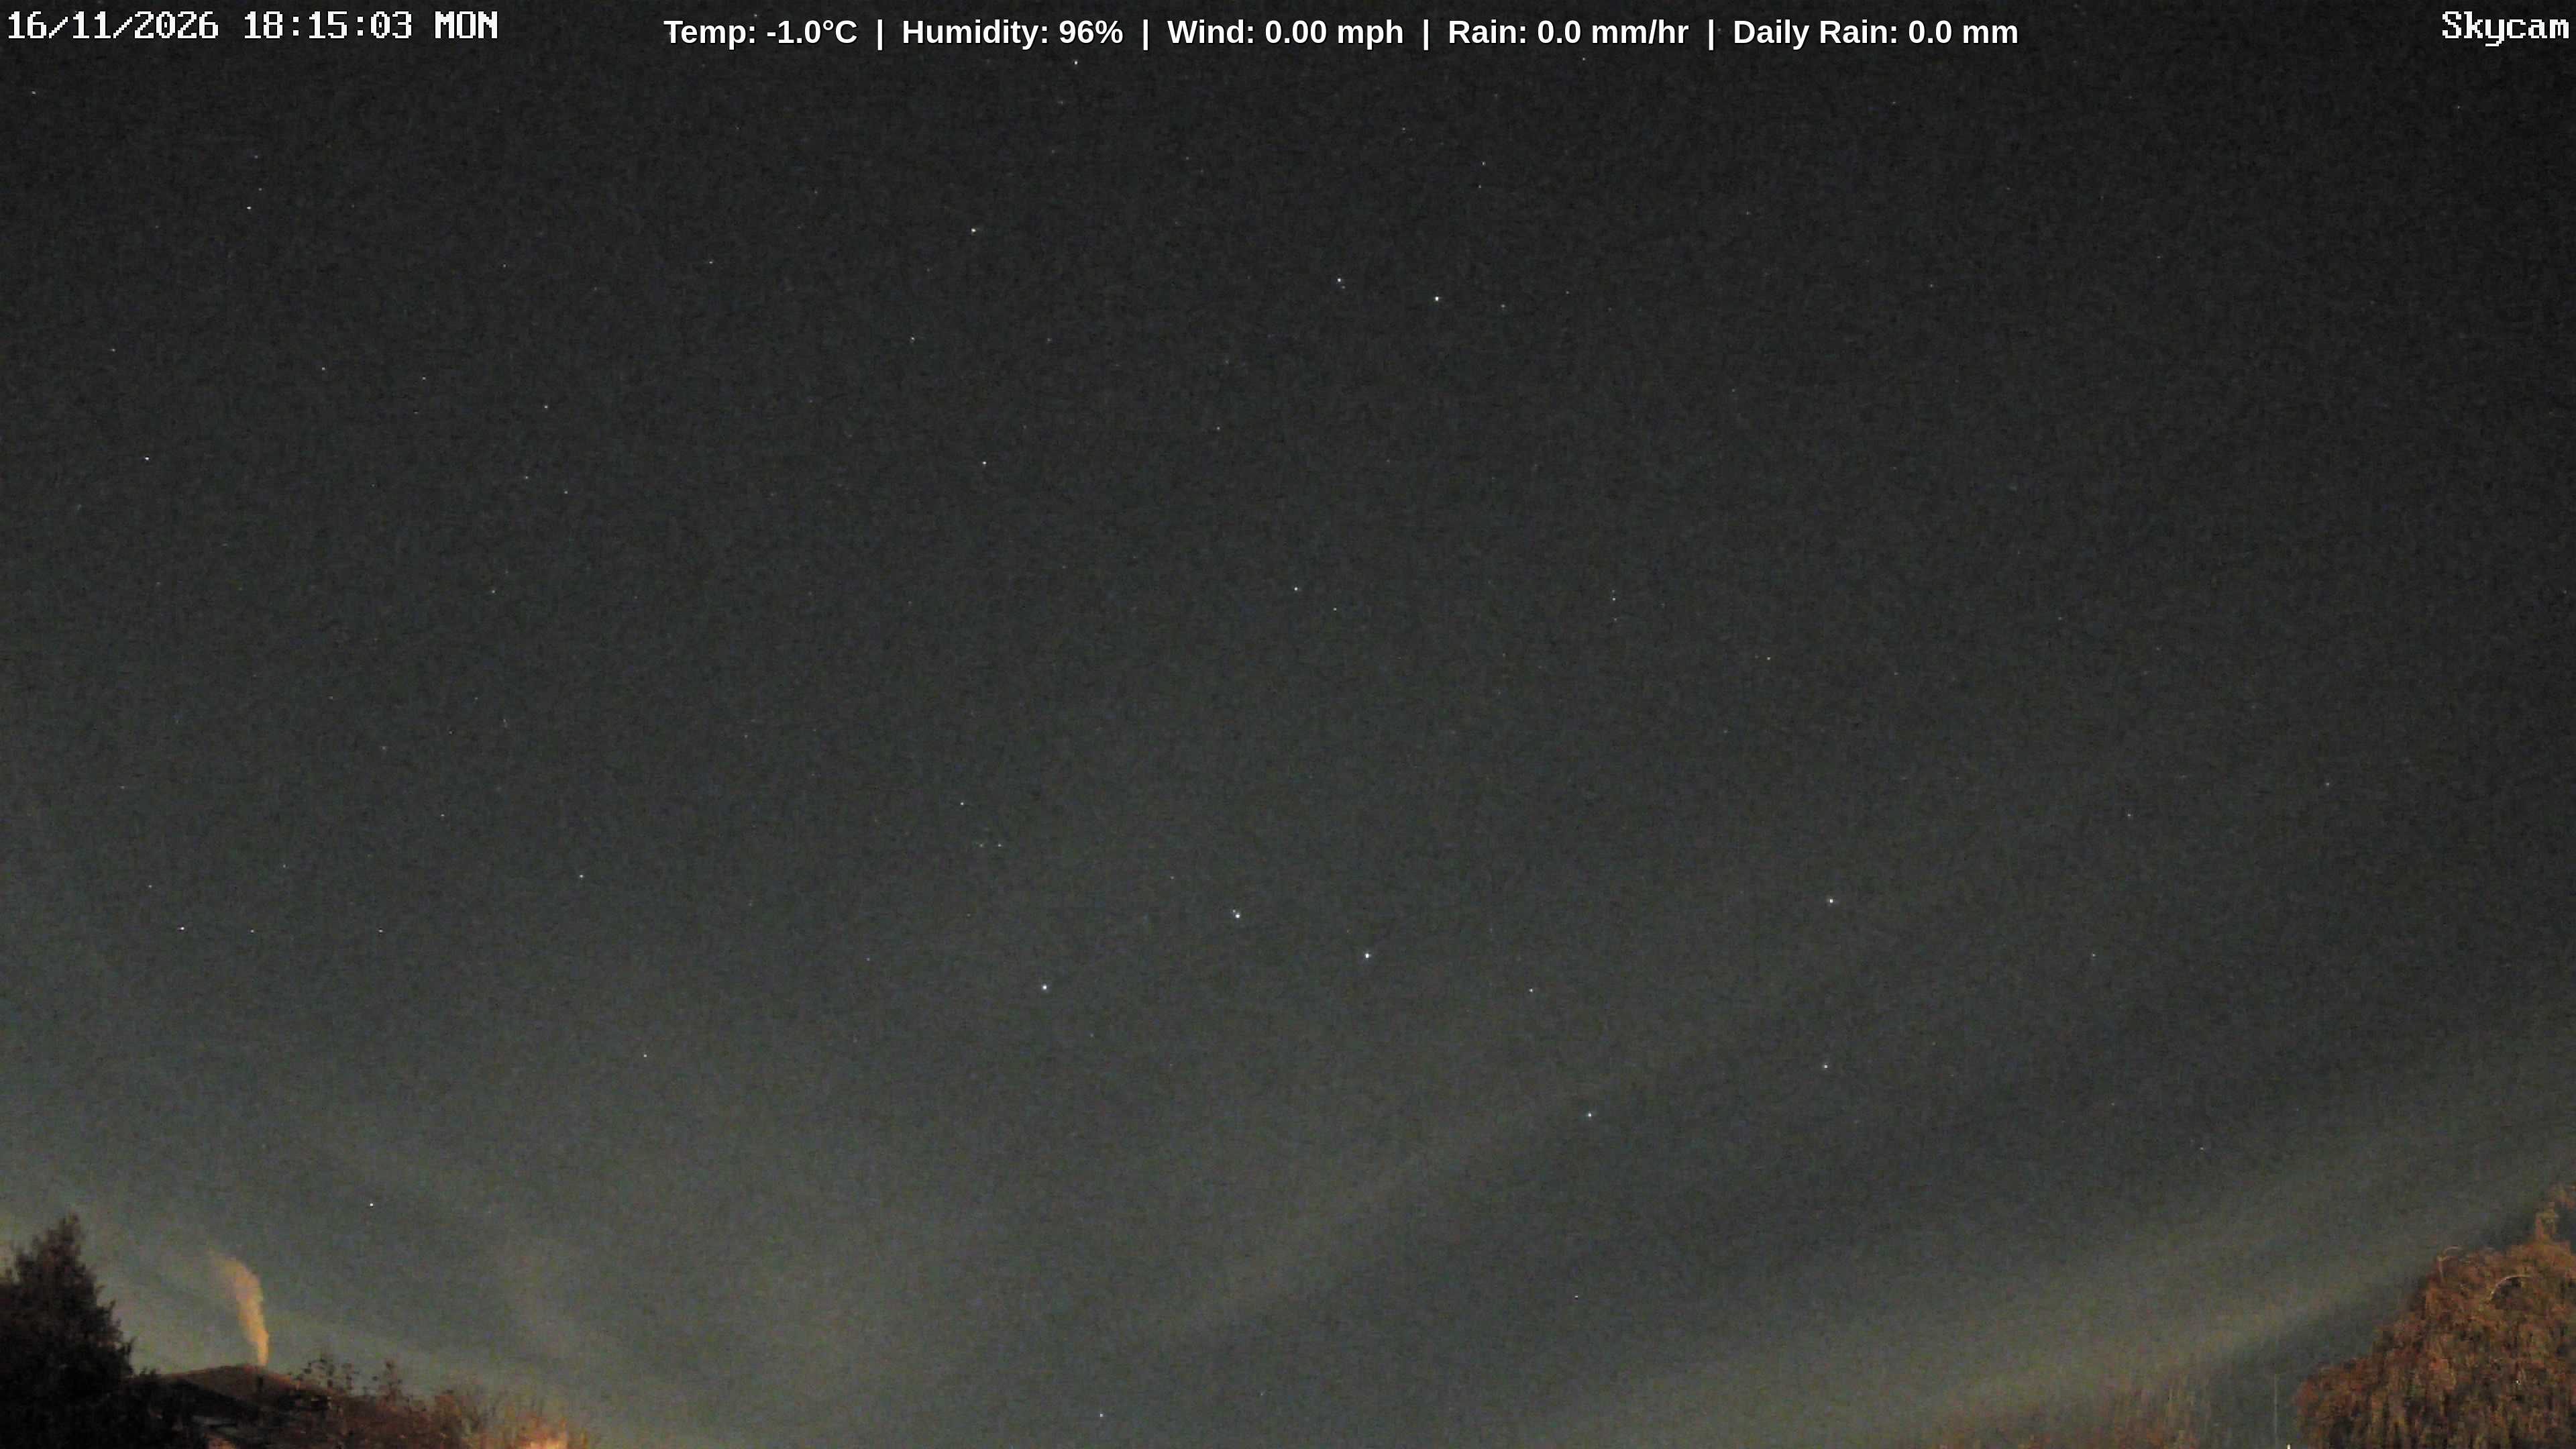 16/11/2026 18:15:03 MON
Temp: -1.0°C | Humidity: 96% | Wind: 0.00 mph | Rain: 0.0 mm/hr | Daily Rain: 0.0 mm
Skycam